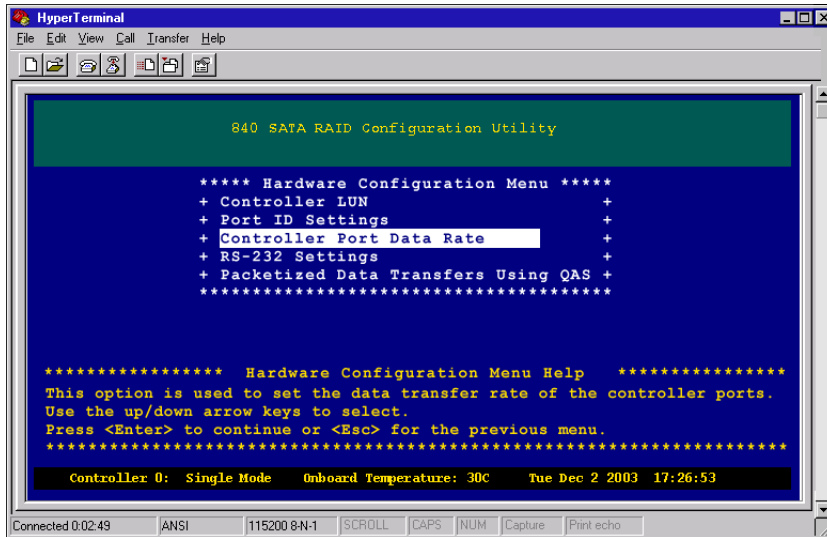 HyperTerminal
File Edit View Call Transfer Help
840 SATA RAID Configuration Utility
***** Hardware Configuration Menu *****
+ Controller LUN +
+ Port ID Settings +
+ Controller Port Data Rate +
+ RS-232 Settings +
+ Packetized Data Transfers Using QAS +
***************************************
***************** Hardware Configuration Menu Help ****************
This option is used to set the data transfer rate of the controller ports.
Use the up/down arrow keys to select.
Press <Enter> to continue or <Esc> for the previous menu.
**********************************************************************
Controller 0: Single Mode Onboard Temperature: 30C Tue Dec 2 2003 17:26:53
Connected 0:02:49 ANSI 115200 8-N-1 SCROLL CAPS NUM Capture Print echo